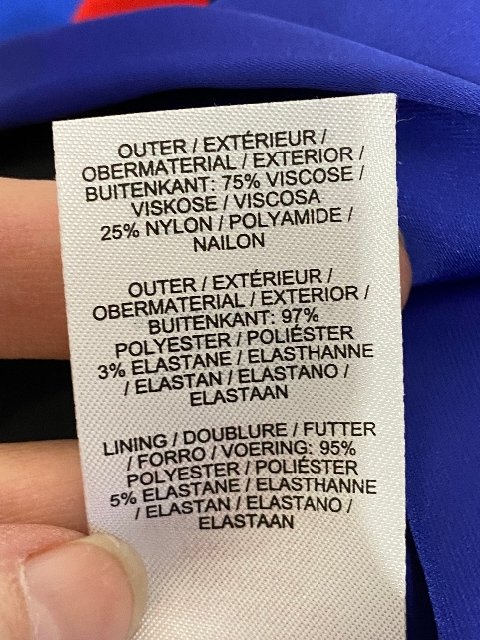 OUTER / EXTÉRIEUR /
OBERMATERIAL / EXTERIOR /
BUITENKANT: 75% VISCOSE /
VISKOSE / VISCOSA
25% NYLON / POLYAMIDE /
NAILON
OUTER / EXTÉRIEUR /
OBERMATERIAL / EXTERIOR /
BUITENKANT: 97%
POLYESTER / POLIÉSTER
3% ELASTANE / ELASTHANNE
/ ELASTAN / ELASTANO /
ELASTAAN
LINING / DOUBLURE / FUTTER
/ FORRO / VOERING: 95%
POLYESTER / POLIÉSTER
5% ELASTANE / ELASTHANNE
/ ELASTAN / ELASTANO /
ELASTAAN